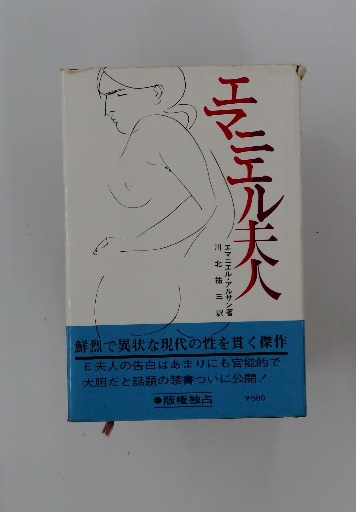 エマニエル夫人
エマニエル・アルサン著
川北祐三訳
鮮烈で異状な現代の性を貫く傑作
E夫人の告白はあまりにも官能的で
大胆だと話題の禁書ついに公開！
●版権独占
¥580